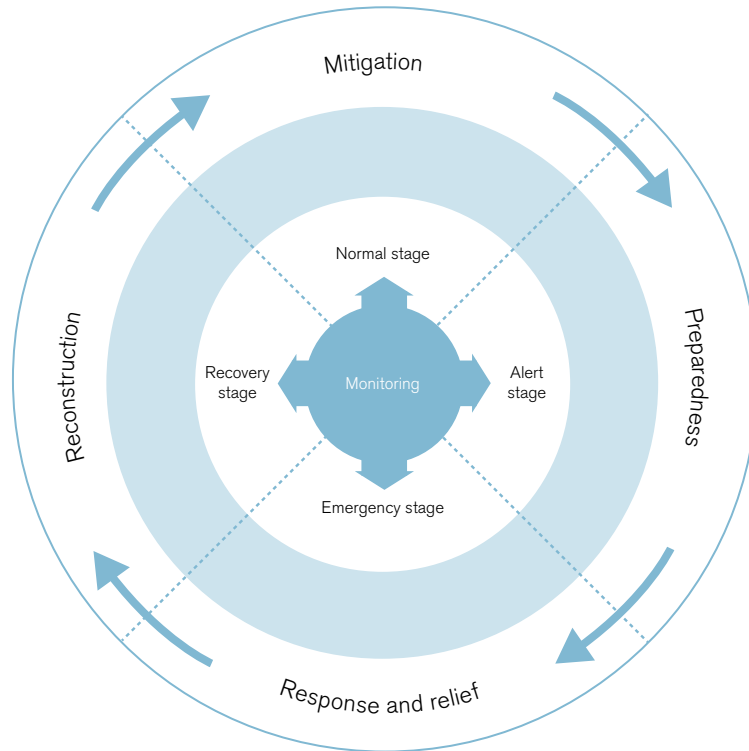 Mitigation
Normal stage
Reconstruction
Recovery
stage
Monitoring
Alert
stage
Preparedness
Emergency stage
Response and relief